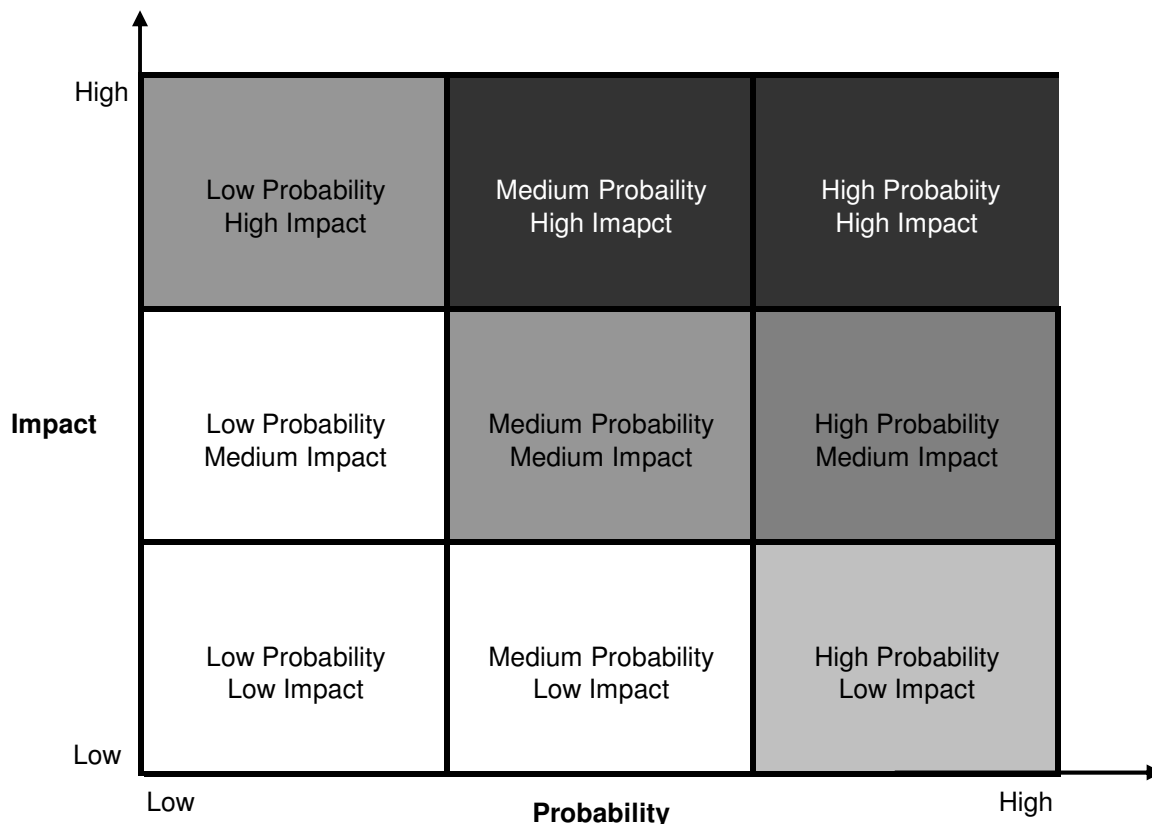 High
Low Probability
High Impact
Medium Probaility
High Imapct
High Probabiity
High Impact
Impact
Low Probability
Medium Impact
Medium Probability
Medium Impact
High Probability
Medium Impact
Low Probability
Low Impact
Medium Probability
Low Impact
High Probability
Low Impact
Low
Low
Probability
High